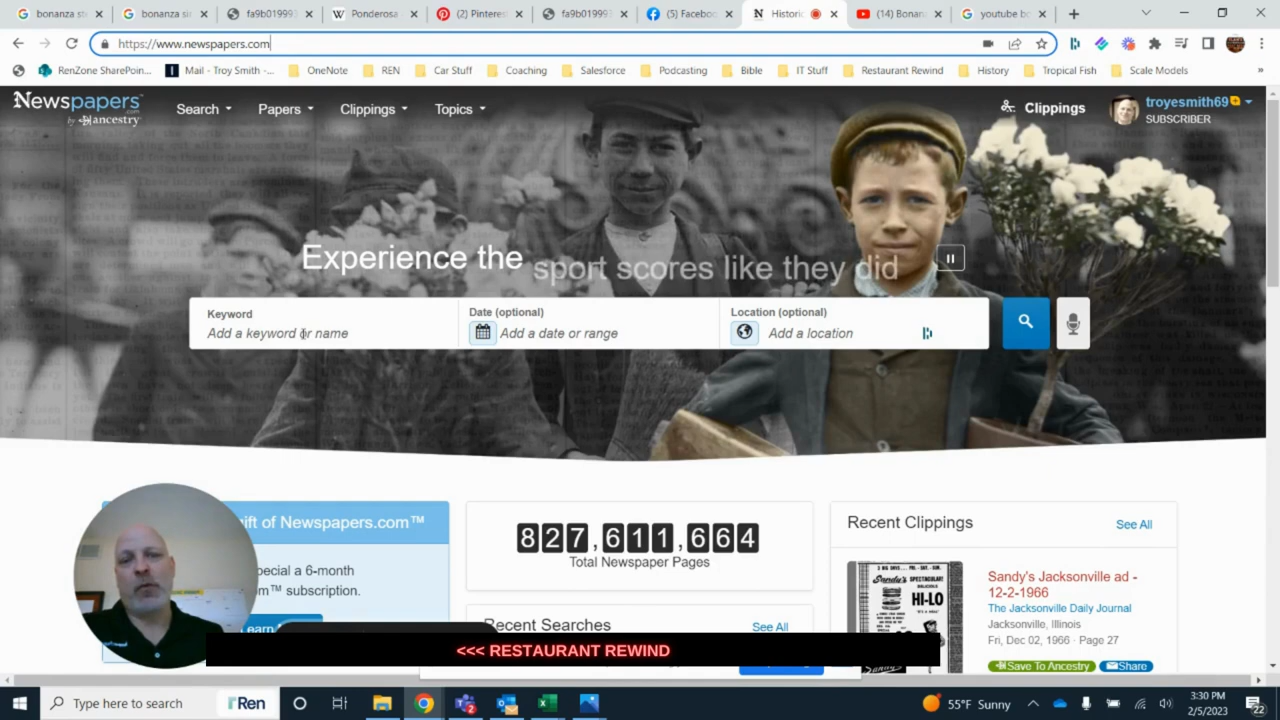 bonanza ste
bonanza sir
fa9b01999
Ponderosa
(2) Pinteres
fa9b01999
(5) Faceboo
Historic
(14) Bonan
youtube bo
https://www.newspapers.com
RenZone SharePoin...
Mail - Troy Smith -...
OneNote
REN
Car Stuff
Coaching
Salesforce
Podcasting
Bible
IT Stuff
Restaurant Rewind
History
Tropical Fish
Scale Models
»
Newspapers
.com
by ancestry
Search
Papers
Clippings
Topics
Clippings
troyesmith69
SUBSCRIBER
Experience the
sport scores like they did
Keyword
Add a keyword or name
Date (optional)
Add a date or range
Location (optional)
Add a location
ift of Newspapers.com™
pecial a 6-month
m™ subscription.
earn
827,611,664
Total Newspaper Pages
Recent Searches
See All
Recent Clippings
See All
Sandy's
SPECTACULAR!
HI-LO
Sandy's Jacksonville ad -
12-2-1966
The Jacksonville Daily Journal
Jacksonville, Illinois
Fri, Dec 02, 1966 · Page 27
Save To Ancestry
Share
<<< RESTAURANT REWIND
Type here to search
Ren
55°F Sunny
3:30 PM
2/5/2023
22